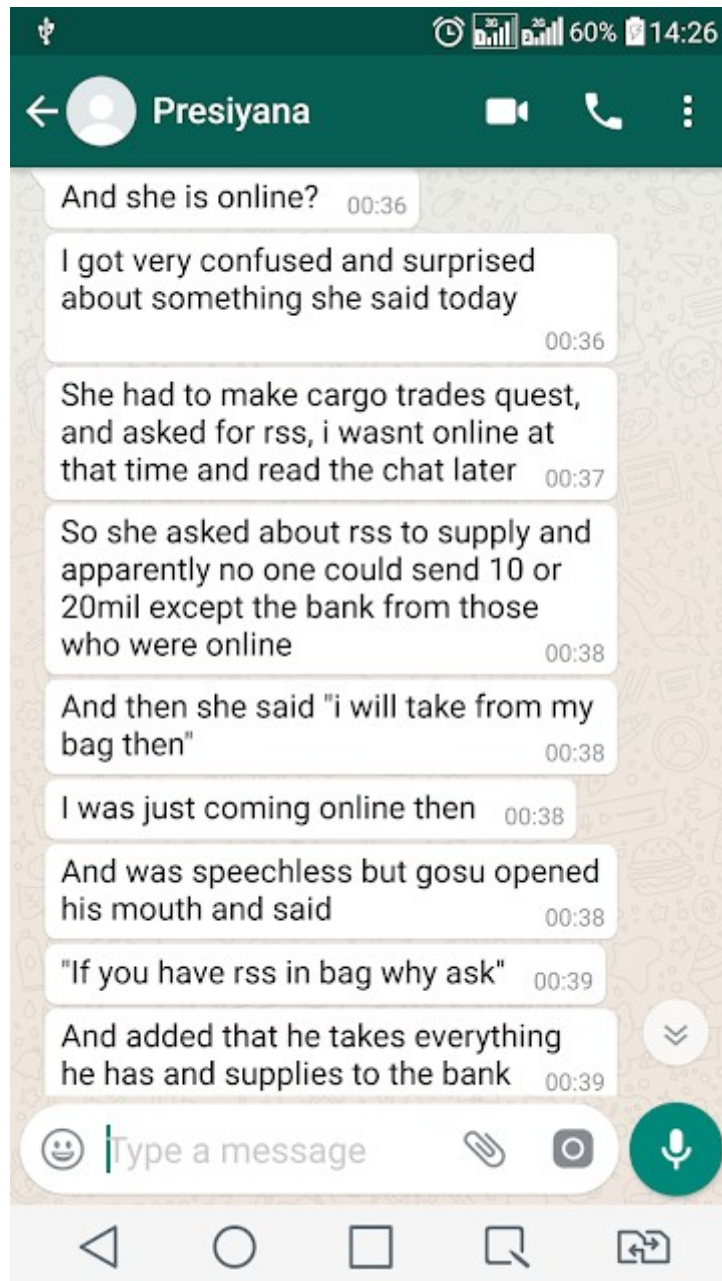 60% 14:26
Presiyana
And she is online? 00:36
I got very confused and surprised
about something she said today
00:36
She had to make cargo trades quest,
and asked for rss, i wasnt online at
that time and read the chat later 00:37
So she asked about rss to supply and
apparently no one could send 10 or
20mil except the bank from those
who were online 00:38
And then she said "i will take from my
bag then" 00:38
I was just coming online then 00:38
And was speechless but gosu opened
his mouth and said 00:38
"If you have rss in bag why ask" 00:39
And added that he takes everything
he has and supplies to the bank 00:39
Type a message